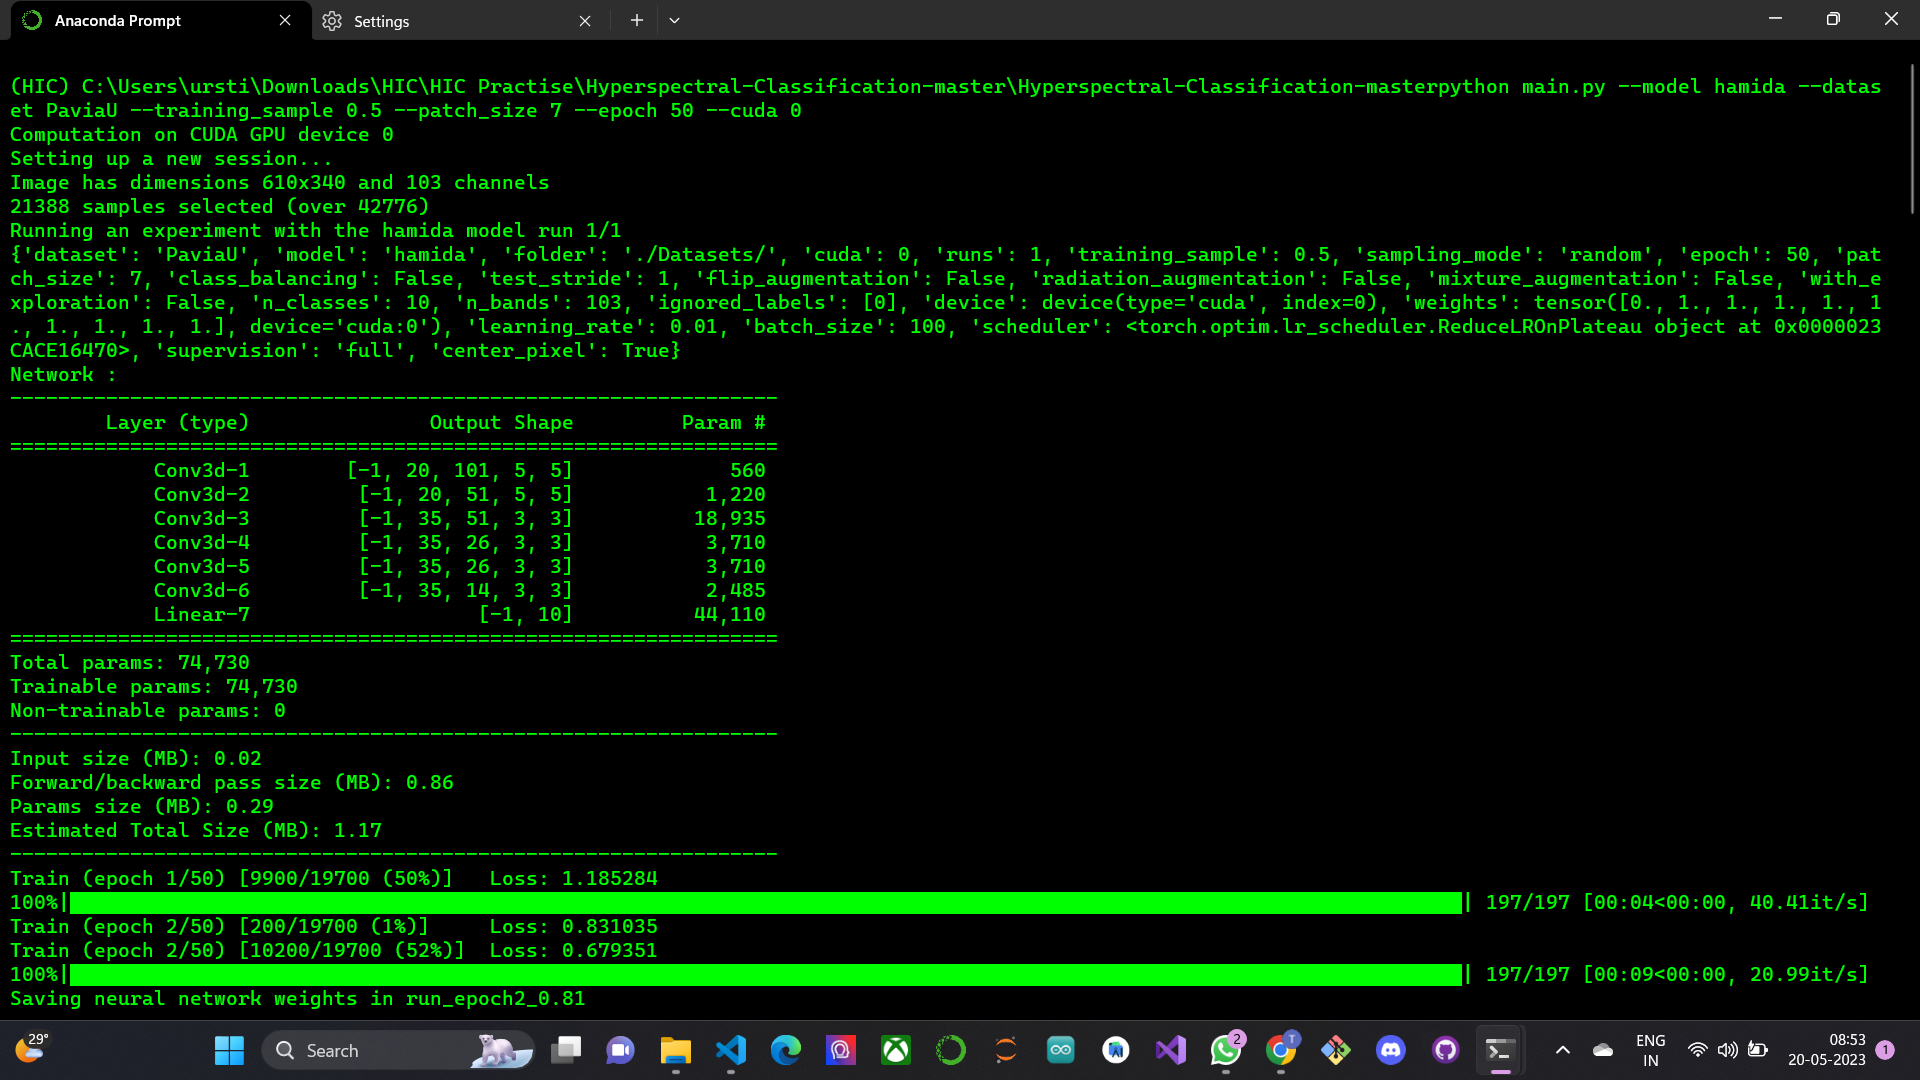 Anaconda Prompt
Settings
(HIC) C:\Users\ursti\Downloads\HIC\HIC Practise\Hyperspectral-Classification-master\Hyperspectral-Classification-masterpython main.py --model hamida --datas
et PaviaU --training_sample 0.5 --patch_size 7 --epoch 50 --cuda 0
Computation on CUDA GPU device 0
Setting up a new session...
Image has dimensions 610x340 and 103 channels
21388 samples selected (over 42776)
Running an experiment with the hamida model run 1/1
{'dataset': 'PaviaU', 'model': 'hamida', 'folder': './Datasets/', 'cuda': 0, 'runs': 1, 'training_sample': 0.5, 'sampling_mode': 'random', 'epoch': 50, 'pat
ch_size': 7, 'class_balancing': False, 'test_stride': 1, 'flip_augmentation': False, 'radiation_augmentation': False, 'mixture_augmentation': False, 'with_e
xploration': False, 'n_classes': 10, 'n_bands': 103, 'ignored_labels': [0], 'device': device(type='cuda', index=0), 'weights': tensor([0., 1., 1., 1., 1., 1
., 1., 1., 1., 1.], device='cuda:0'), 'learning_rate': 0.01, 'batch_size': 100, 'scheduler': <torch.optim.lr_scheduler.ReduceLROnPlateau object at 0x0000023
CACE16470>, 'supervision': 'full', 'center_pixel': True}
Network :
----------------------------------------------------------------
Layer (type) Output Shape Param #
================================================================
Conv3d-1 [-1, 20, 101, 5, 5] 560
Conv3d-2 [-1, 20, 51, 5, 5] 1,220
Conv3d-3 [-1, 35, 51, 3, 3] 18,935
Conv3d-4 [-1, 35, 26, 3, 3] 3,710
Conv3d-5 [-1, 35, 26, 3, 3] 3,710
Conv3d-6 [-1, 35, 14, 3, 3] 2,485
Linear-7 [-1, 10] 44,110
================================================================
Total params: 74,730
Trainable params: 74,730
Non-trainable params: 0
----------------------------------------------------------------
Input size (MB): 0.02
Forward/backward pass size (MB): 0.86
Params size (MB): 0.29
Estimated Total Size (MB): 1.17
----------------------------------------------------------------
Train (epoch 1/50) [9900/19700 (50%)] Loss: 1.185284
100%| | 197/197 [00:04<00:00, 40.41it/s]
Train (epoch 2/50) [200/19700 (1%)] Loss: 0.831035
Train (epoch 2/50) [10200/19700 (52%)] Loss: 0.679351
100%| | 197/197 [00:09<00:00, 20.99it/s]
Saving neural network weights in run_epoch2_0.81
29°
Search
2
T
ENG
IN
08:53
20-05-2023
1